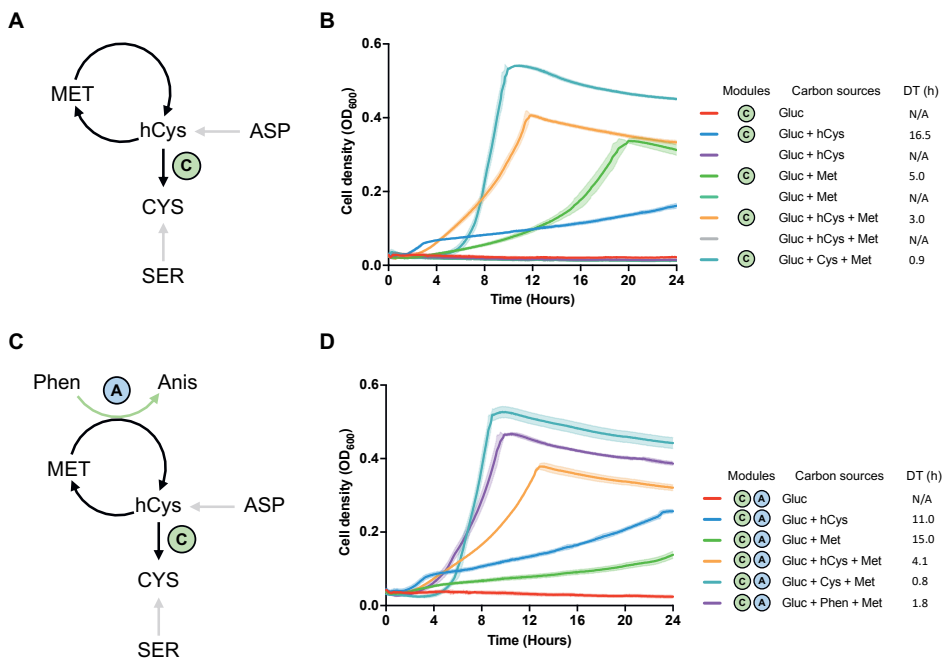 A
MET
hCys
ASP
C
CYS
SER
B
Cell density (OD600)
0.6
0.4
0.2
0.0
0 4 8 12 16 20 24
Time (Hours)
Modules Carbon sources DT (h)
C Gluc N/A
C Gluc + hCys 16.5
Gluc + hCys N/A
C Gluc + Met 5.0
Gluc + Met N/A
C Gluc + hCys + Met 3.0
Gluc + hCys + Met N/A
C Gluc + Cys + Met 0.9
C
Phen A Anis
MET
hCys
ASP
C
CYS
SER
D
Cell density (OD600)
0.6
0.4
0.2
0.0
0 4 8 12 16 20 24
Time (Hours)
Modules Carbon sources DT (h)
C A Gluc N/A
C A Gluc + hCys 11.0
C A Gluc + Met 15.0
C A Gluc + hCys + Met 4.1
C A Gluc + Cys + Met 0.8
C A Gluc + Phen + Met 1.8